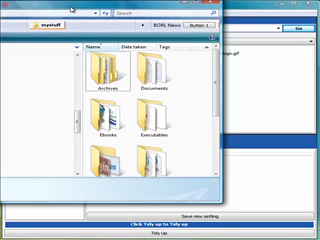 Search
mystuff
BORL News
Button 2
Go
Name
Date taken
Tags
Archives
Documents
Ebooks
Executables
Save new setting
Click Tidy up to Tidy up
Tidy Up